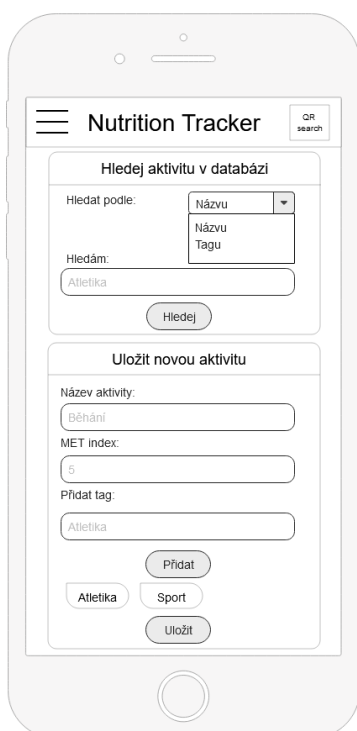 Nutrition Tracker
QR
search
Hledej aktivitu v databázi
Hledat podle:
Názvu
Názvu
Tagu
Hledám:
Atletika
Hledej
Uložit novou aktivitu
Název aktivity:
Běhání
MET index:
5
Přidat tag:
Atletika
Přidat
Atletika
Sport
Uložit